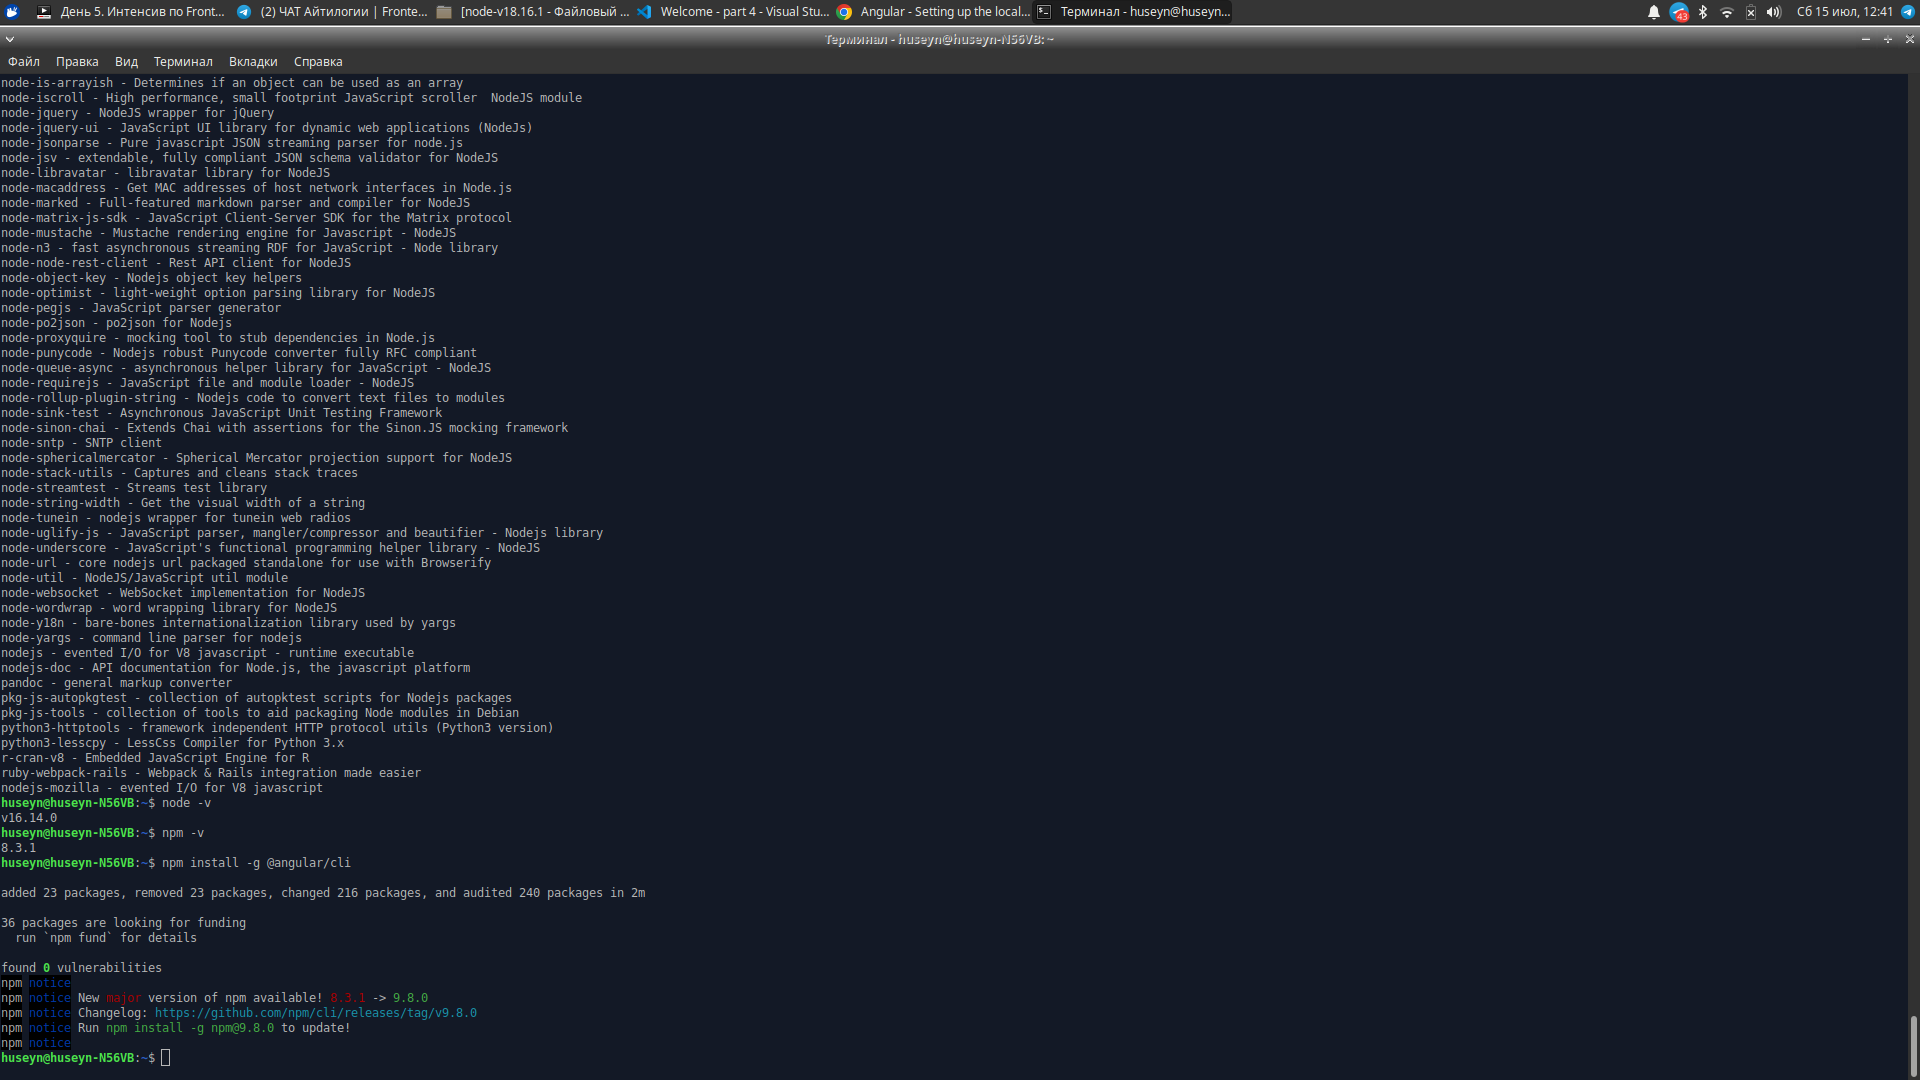 День 5. Интенсив по Front... (2) ЧАТ Айтилогии | Fronte... [node-v18.16.1 - Файловый ... Welcome - part 4 - Visual Stu... Angular - Setting up the local... Терминал - huseyn@huseyn... 43 Сб 15 июл, 12:41
Терминал - huseyn@huseyn-N56VB: ~
Файл Правка Вид Терминал Вкладки Справка
node-is-arrayish - Determines if an object can be used as an array
node-iscroll - High performance, small footprint JavaScript scroller  NodeJS module
node-jquery - NodeJS wrapper for jQuery
node-jquery-ui - JavaScript UI library for dynamic web applications (NodeJs)
node-jsonparse - Pure javascript JSON streaming parser for node.js
node-jsv - extendable, fully compliant JSON schema validator for NodeJS
node-libravatar - libravatar library for NodeJS
node-macaddress - Get MAC addresses of host network interfaces in Node.js
node-marked - Full-featured markdown parser and compiler for NodeJS
node-matrix-js-sdk - JavaScript Client-Server SDK for the Matrix protocol
node-mustache - Mustache rendering engine for Javascript - NodeJS
node-n3 - fast asynchronous streaming RDF for JavaScript - Node library
node-node-rest-client - Rest API client for NodeJS
node-object-key - Nodejs object key helpers
node-optimist - light-weight option parsing library for NodeJS
node-pegjs - JavaScript parser generator
node-po2json - po2json for Nodejs
node-proxyquire - mocking tool to stub dependencies in Node.js
node-punycode - Nodejs robust Punycode converter fully RFC compliant
node-queue-async - asynchronous helper library for JavaScript - NodeJS
node-requirejs - JavaScript file and module loader - NodeJS
node-rollup-plugin-string - Nodejs code to convert text files to modules
node-sink-test - Asynchronous JavaScript Unit Testing Framework
node-sinon-chai - Extends Chai with assertions for the Sinon.JS mocking framework
node-sntp - SNTP client
node-sphericalmercator - Spherical Mercator projection support for NodeJS
node-stack-utils - Captures and cleans stack traces
node-streamtest - Streams test library
node-string-width - Get the visual width of a string
node-tunein - nodejs wrapper for tunein web radios
node-uglify-js - JavaScript parser, mangler/compressor and beautifier - Nodejs library
node-underscore - JavaScript's functional programming helper library - NodeJS
node-url - core nodejs url packaged standalone for use with Browserify
node-util - NodeJS/JavaScript util module
node-websocket - WebSocket implementation for NodeJS
node-wordwrap - word wrapping library for NodeJS
node-y18n - bare-bones internationalization library used by yargs
node-yargs - command line parser for nodejs
nodejs - evented I/O for V8 javascript - runtime executable
nodejs-doc - API documentation for Node.js, the javascript platform
pandoc - general markup converter
pkg-js-autopkgtest - collection of autopktest scripts for Nodejs packages
pkg-js-tools - collection of tools to aid packaging Node modules in Debian
python3-httptools - framework independent HTTP protocol utils (Python3 version)
python3-lesscpy - LessCss Compiler for Python 3.x
r-cran-v8 - Embedded JavaScript Engine for R
ruby-webpack-rails - Webpack & Rails integration made easier
nodejs-mozilla - evented I/O for V8 javascript
huseyn@huseyn-N56VB:~$ node -v
v16.14.0
huseyn@huseyn-N56VB:~$ npm -v
8.3.1
huseyn@huseyn-N56VB:~$ npm install -g @angular/cli
added 23 packages, removed 23 packages, changed 216 packages, and audited 240 packages in 2m
36 packages are looking for funding
run `npm fund` for details
found 0 vulnerabilities
npm notice
npm notice New major version of npm available! 8.3.1 -> 9.8.0
npm notice Changelog: https://github.com/npm/cli/releases/tag/v9.8.0
npm notice Run npm install -g npm@9.8.0 to update!
npm notice
huseyn@huseyn-N56VB:~$